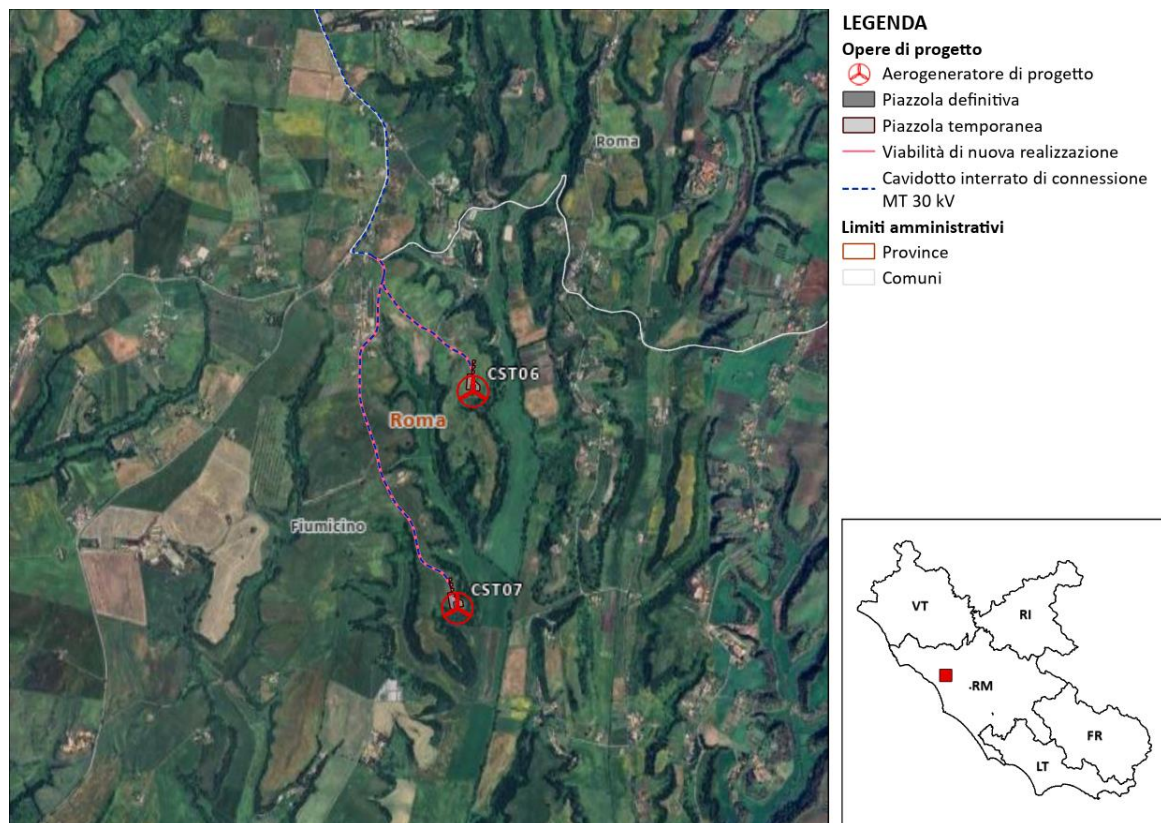 Roma
CST06
Roma
Fiumicino
CST07
LEGENDA
Opere di progetto
Aerogeneratore di progetto
Piazzola definitiva
Piazzola temporanea
Viabilità di nuova realizzazione
Cavidotto interrato di connessione
MT 30 kV
Limiti amministrativi
Province
Comuni
VT
RI
RM
FR
LT